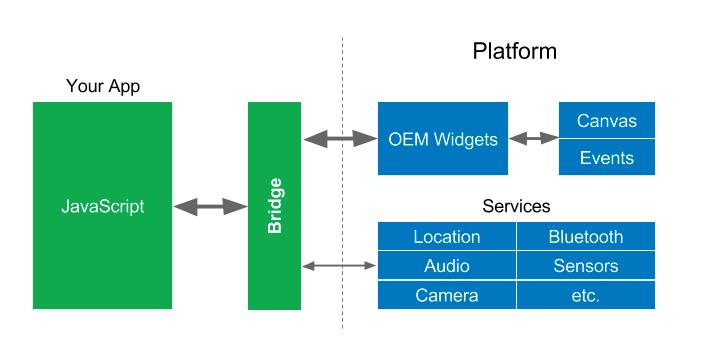 Platform
Your App
JavaScript
Bridge
OEM Widgets
Canvas
Events
Services
Location
Bluetooth
Audio
Sensors
Camera
etc.